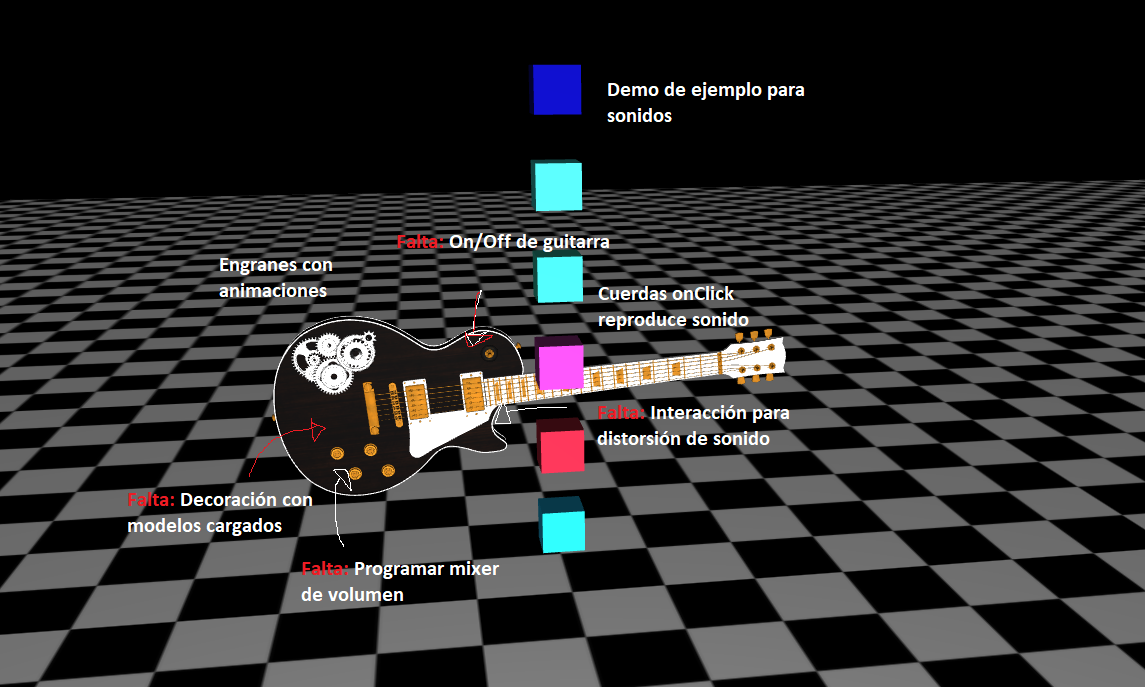 Demo de ejemplo para
sonidos
Falta: On/Off de guitarra
Engranes con
animaciones
Cuerdas onClick
reproduce sonido
Falta: Interacción para
distorsión de sonido
Falta: Decoración con
modelos cargados
Falta: Programar mixer
de volumen